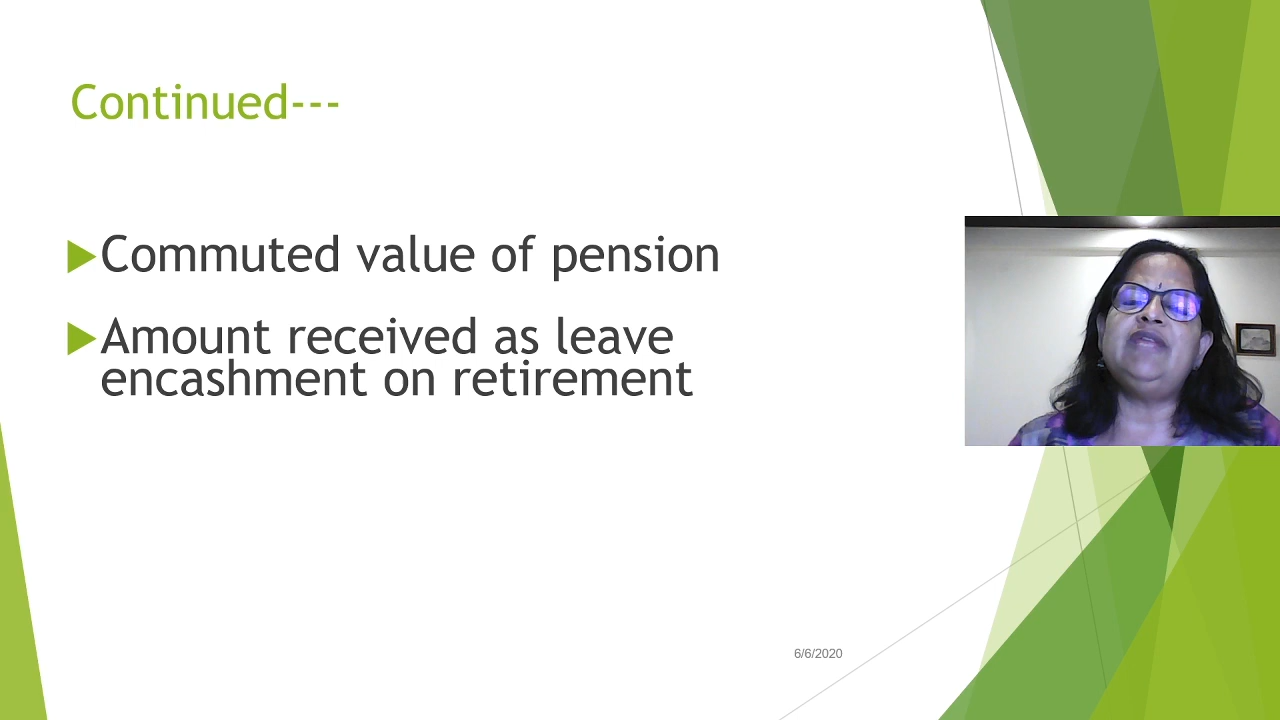 Continued---
Commuted value of pension
Amount received as leave
encashment on retirement
6/6/2020